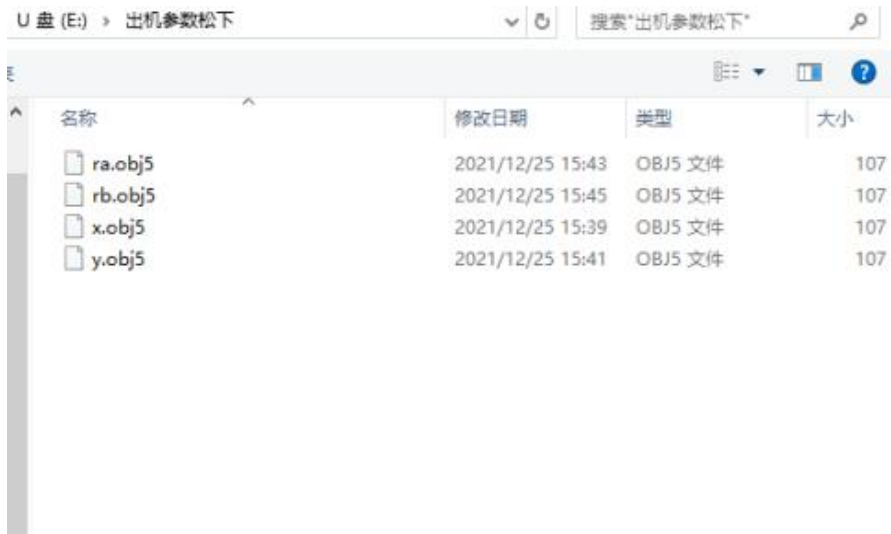 U 盘 (E:) › 出机参数松下
搜索"出机参数松下"
名称 修改日期 类型 大小
ra.obj5 2021/12/25 15:43 OBJ5 文件 107
rb.obj5 2021/12/25 15:45 OBJ5 文件 107
x.obj5 2021/12/25 15:39 OBJ5 文件 107
y.obj5 2021/12/25 15:41 OBJ5 文件 107